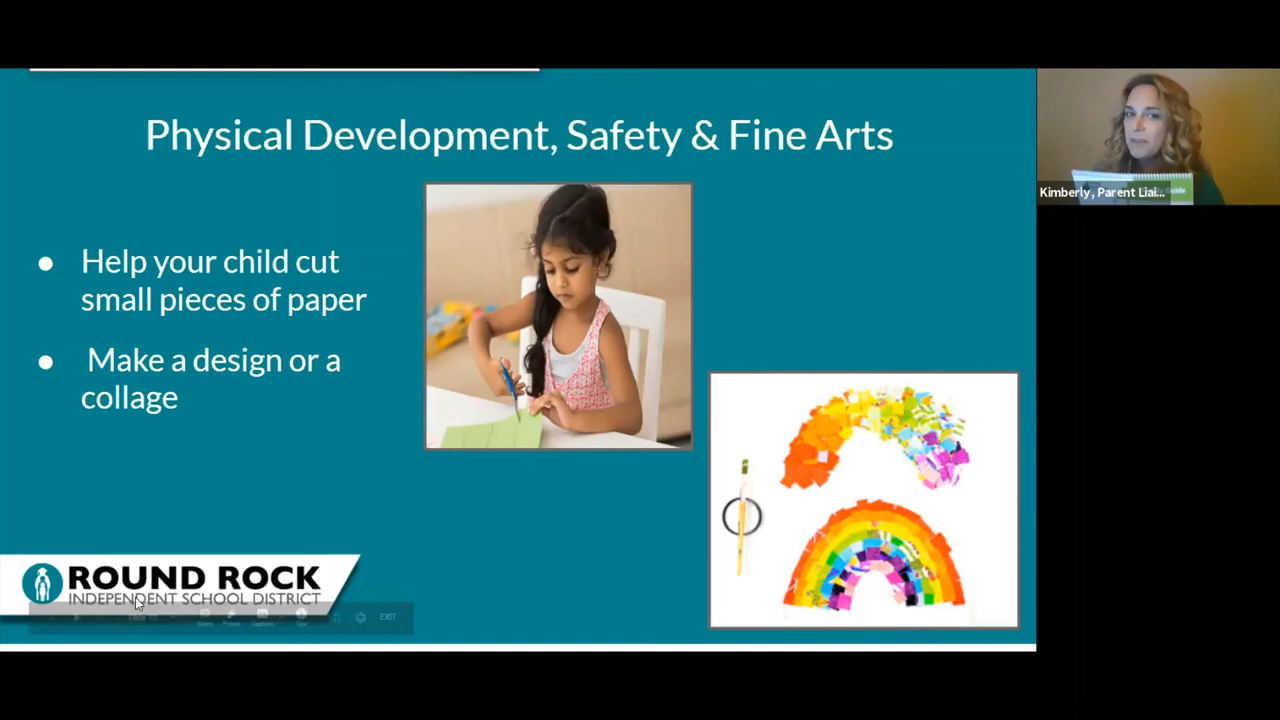 Physical Development, Safety & Fine Arts
● Help your child cut
small pieces of paper
● Make a design or a
collage
ROUND ROCK
INDEPENDENT SCHOOL DISTRICT
EXIT
Kimberly, Parent Liai...
Guide